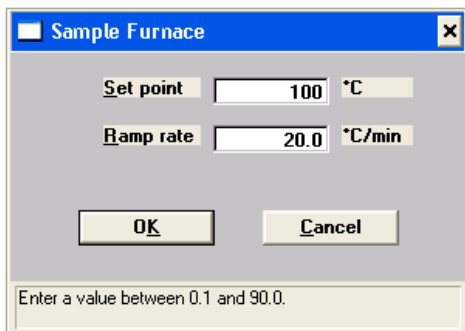 Sample Furnace
Set point 100 °C
Ramp rate 20.0 °C/min
OK Cancel
Enter a value between 0.1 and 90.0.